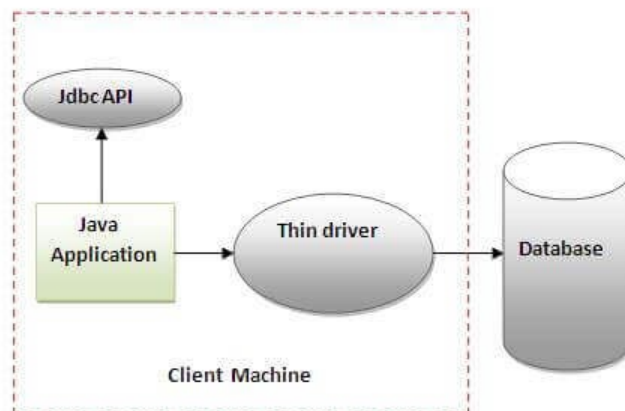 Jdbc API
Java
Application
Thin driver
Database
Client Machine